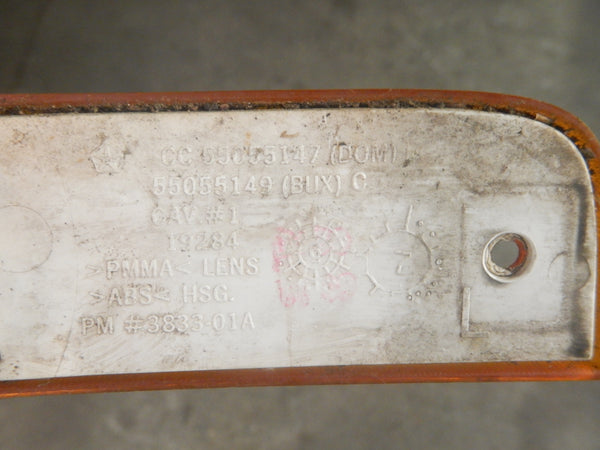 CC 55055147 (DOM)
55055149 (BUX) C
CAV. #1
19284
>PMMA< LENS
>ABS< HSG.
PM #3833-01A